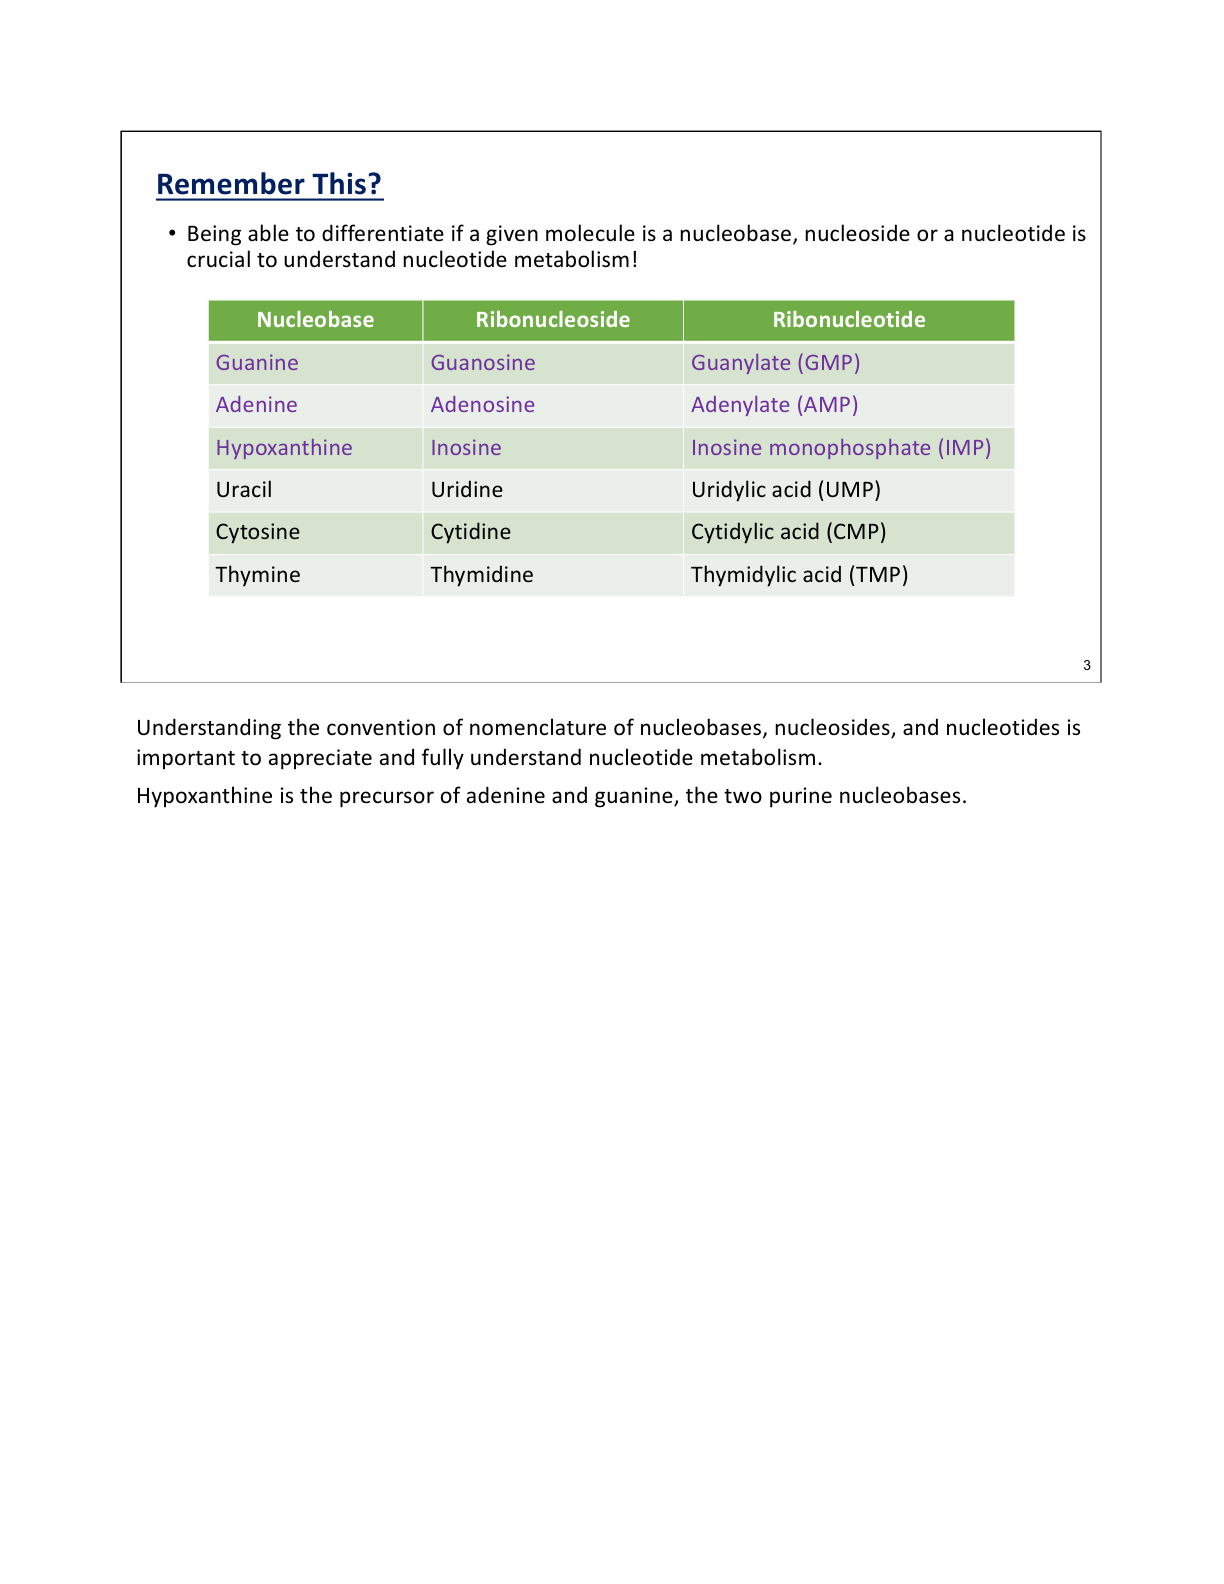 Remember This?
• Being able to differentiate if a given molecule is a nucleobase, nucleoside or a nucleotide is
crucial to understand nucleotide metabolism!
Nucleobase Ribonucleoside Ribonucleotide
Guanine Guanosine Guanylate (GMP)
Adenine Adenosine Adenylate (AMP)
Hypoxanthine Inosine Inosine monophosphate (IMP)
Uracil Uridine Uridylic acid (UMP)
Cytosine Cytidine Cytidylic acid (CMP)
Thymine Thymidine Thymidylic acid (TMP)
3
Understanding the convention of nomenclature of nucleobases, nucleosides, and nucleotides is
important to appreciate and fully understand nucleotide metabolism.
Hypoxanthine is the precursor of adenine and guanine, the two purine nucleobases.